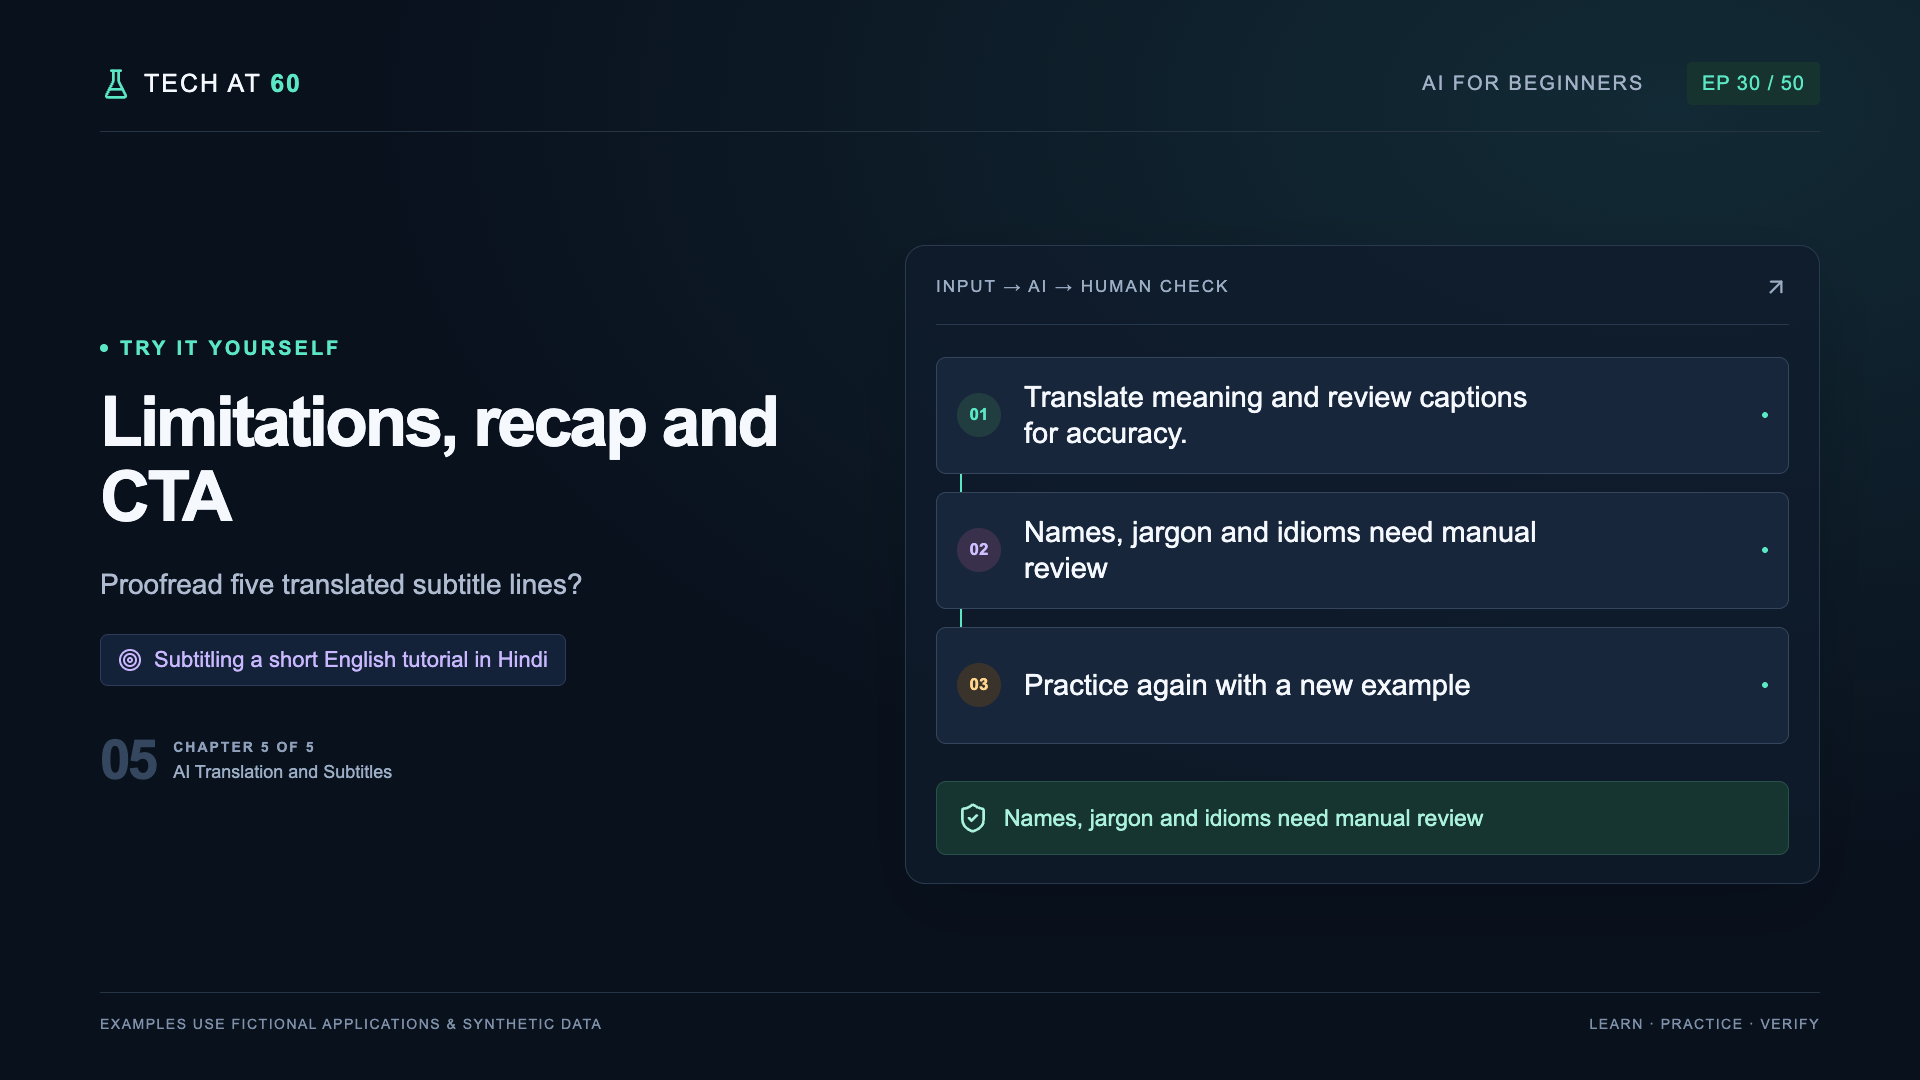 TECH AT 60
AI FOR BEGINNERS
EP 30 / 50
• TRY IT YOURSELF
Limitations, recap and
CTA
Proofread five translated subtitle lines?
Subtitling a short English tutorial in Hindi
05
CHAPTER 5 OF 5
AI Translation and Subtitles
INPUT → AI → HUMAN CHECK
01
Translate meaning and review captions
for accuracy.
02
Names, jargon and idioms need manual
review
03
Practice again with a new example
Names, jargon and idioms need manual review
EXAMPLES USE FICTIONAL APPLICATIONS & SYNTHETIC DATA
LEARN · PRACTICE · VERIFY